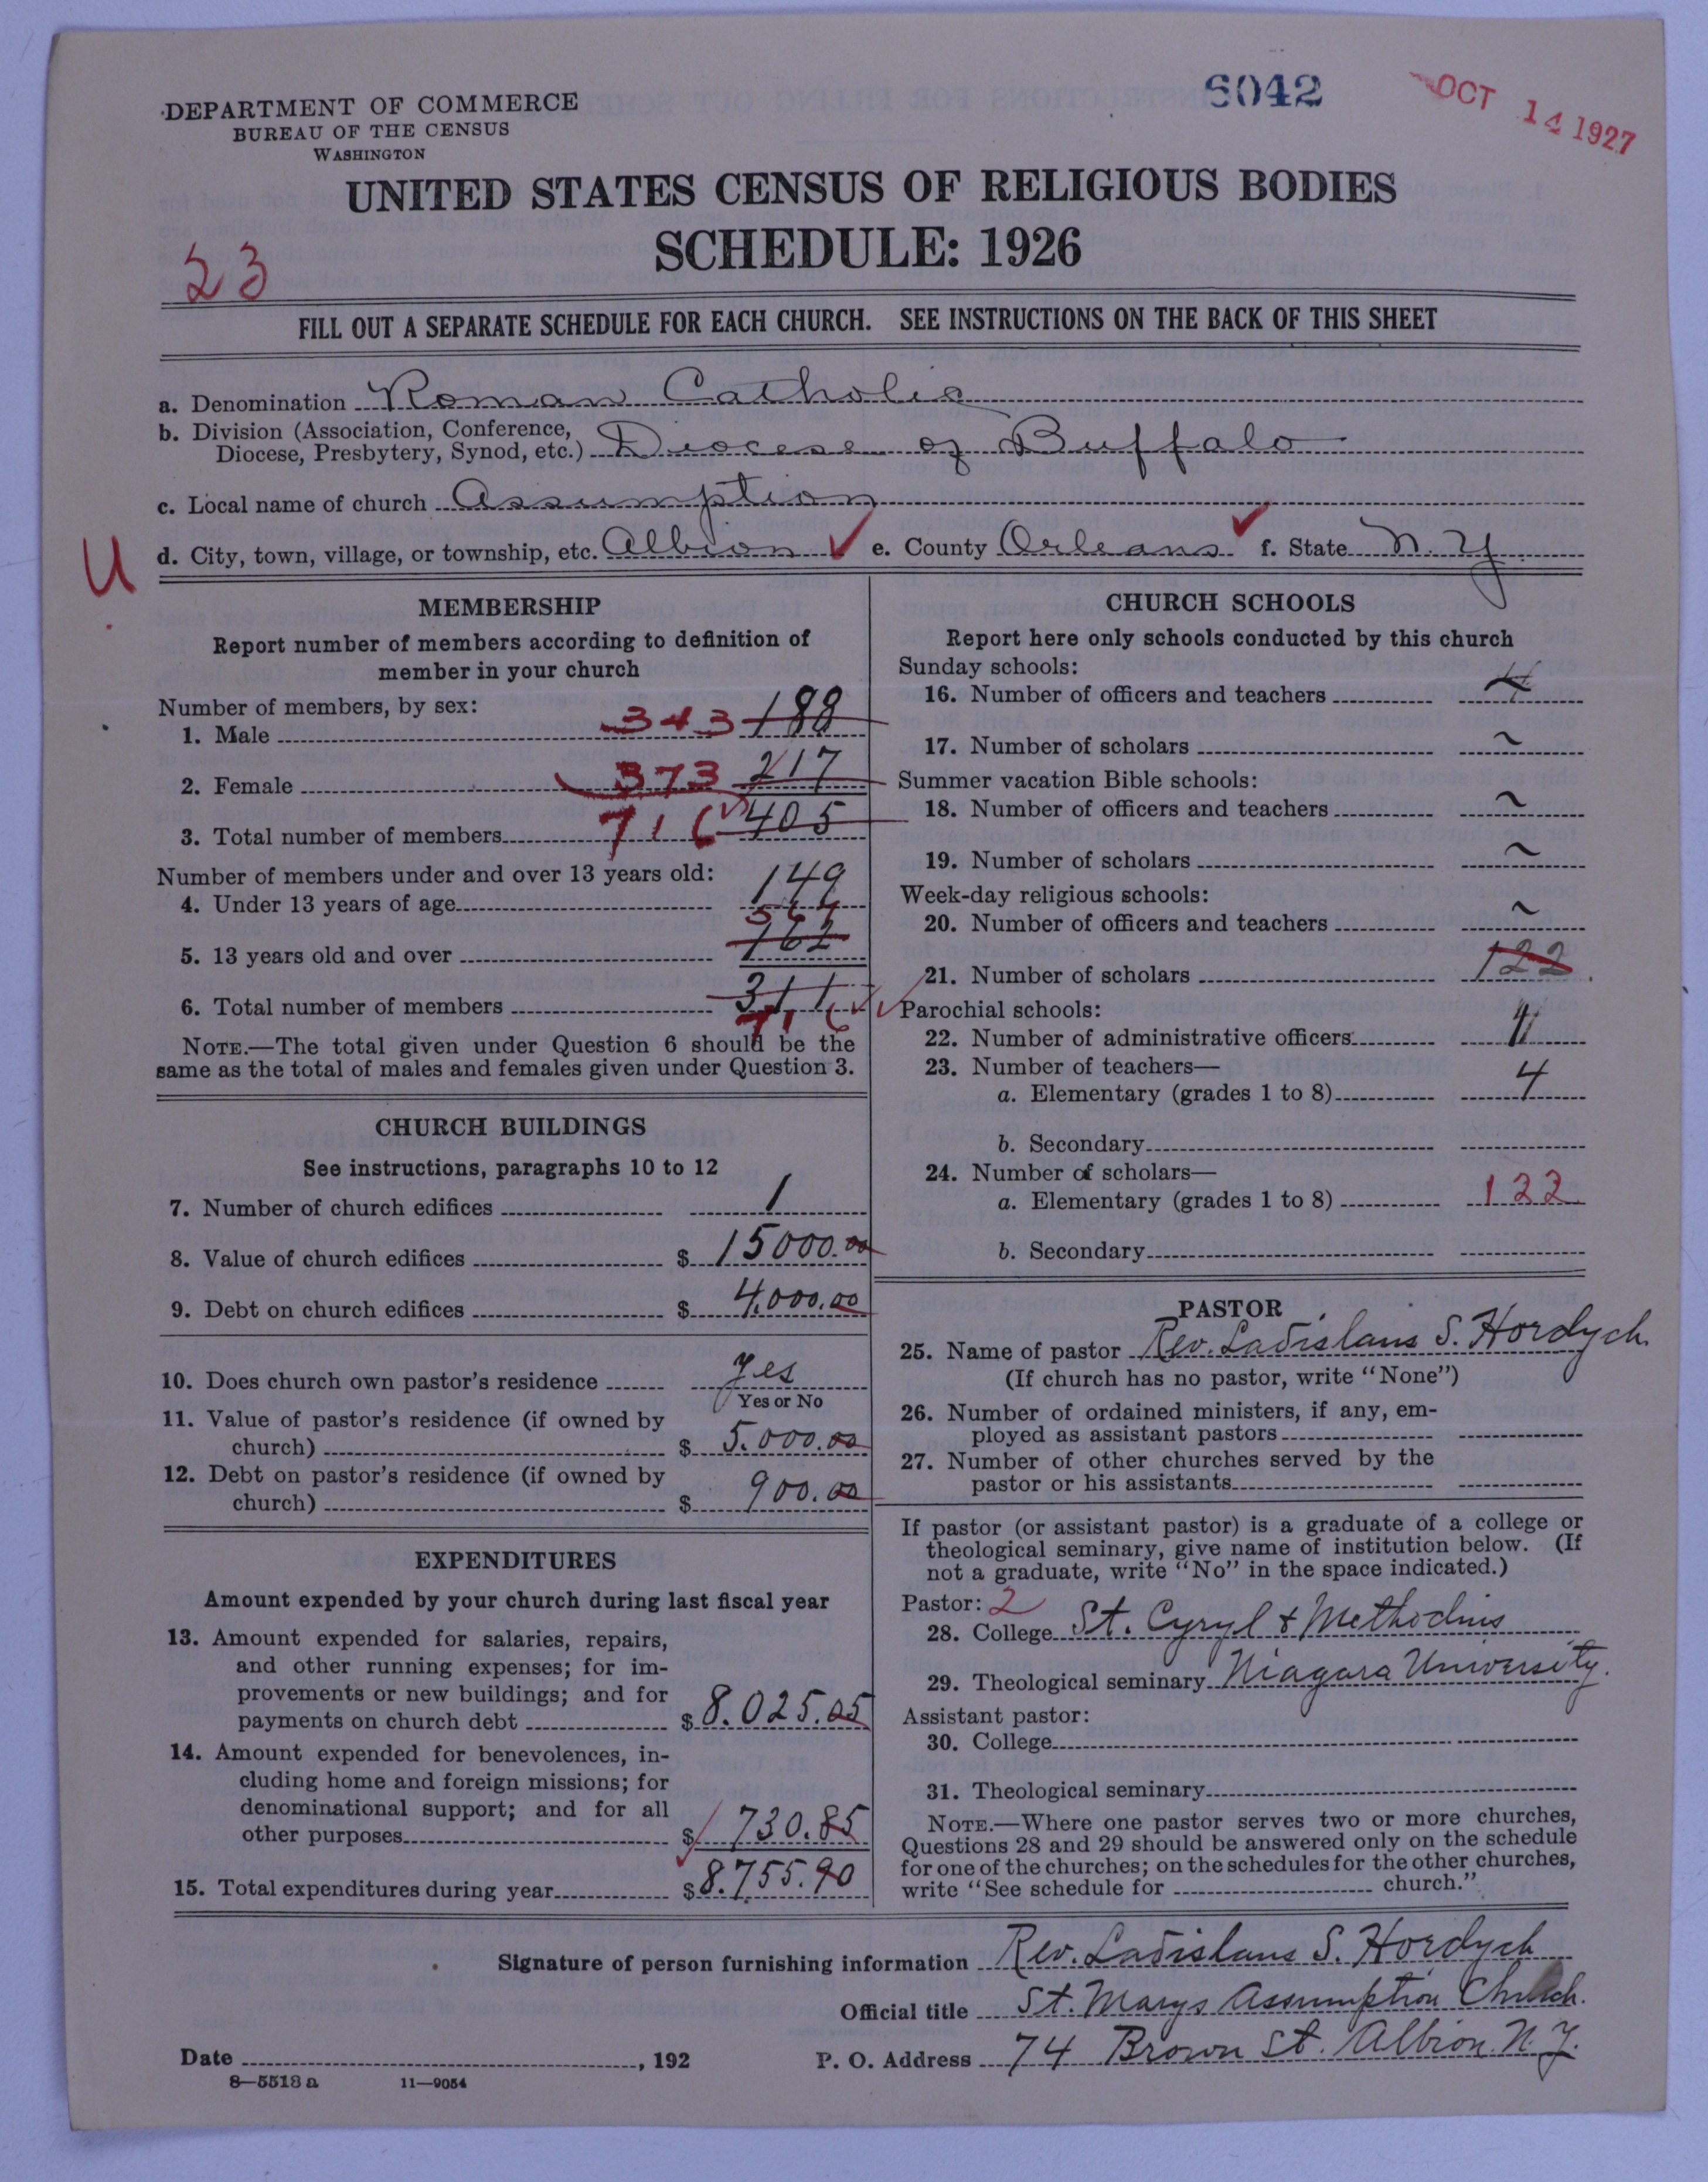 6042
OCT 14 1927
DEPARTMENT OF COMMERCE
BUREAU OF THE CENSUS
WASHINGTON
UNITED STATES CENSUS OF RELIGIOUS BODIES
SCHEDULE: 1926
23
FILL OUT A SEPARATE SCHEDULE FOR EACH CHURCH. SEE INSTRUCTIONS ON THE BACK OF THIS SHEET
a. Denomination Roman Catholic
b. Division (Association, Conference,
Diocese, Presbytery, Synod, etc.) Diocese of Buffalo
c. Local name of church Assumption
U
d. City, town, village, or township, etc. Albion e. County Orleans f. State N. Y.
MEMBERSHIP
Report number of members according to definition of
member in your church
Number of members, by sex:
1. Male 343 188
2. Female 373 217
3. Total number of members 716 405
Number of members under and over 13 years old:
4. Under 13 years of age 149
567
5. 13 years old and over 162
6. Total number of members 311
716
NOTE.—The total given under Question 6 should be the
same as the total of males and females given under Question 3.
CHURCH BUILDINGS
See instructions, paragraphs 10 to 12
7. Number of church edifices 1
8. Value of church edifices $ 15000.00
9. Debt on church edifices $ 4,000.00
10. Does church own pastor's residence yes
Yes or No
11. Value of pastor's residence (if owned by
church) $ 5.000.00
12. Debt on pastor's residence (if owned by
church) $ 900.00
EXPENDITURES
Amount expended by your church during last fiscal year
13. Amount expended for salaries, repairs,
and other running expenses; for im-
provements or new buildings; and for
payments on church debt $ 8.025.05
14. Amount expended for benevolences, in-
cluding home and foreign missions; for
denominational support; and for all
other purposes $ 730.85
15. Total expenditures during year $ 8.755.90
CHURCH SCHOOLS
Report here only schools conducted by this church
Sunday schools:
16. Number of officers and teachers
17. Number of scholars ~
Summer vacation Bible schools:
18. Number of officers and teachers ~
19. Number of scholars ~
Week-day religious schools:
20. Number of officers and teachers ~
21. Number of scholars 122
Parochial schools:
22. Number of administrative officers
23. Number of teachers—
a. Elementary (grades 1 to 8) 4
b. Secondary
24. Number of scholars—
a. Elementary (grades 1 to 8) 122
b. Secondary
PASTOR
25. Name of pastor Rev. Ladislaus S. Hordych
(If church has no pastor, write "None")
26. Number of ordained ministers, if any, em-
ployed as assistant pastors
27. Number of other churches served by the
pastor or his assistants
If pastor (or assistant pastor) is a graduate of a college or
theological seminary, give name of institution below. (If
not a graduate, write "No" in the space indicated.)
Pastor: 2
28. College St. Cyryl & Methodius
29. Theological seminary Niagara University.
Assistant pastor:
30. College
31. Theological seminary
NOTE.—Where one pastor serves two or more churches,
Questions 28 and 29 should be answered only on the schedule
for one of the churches; on the schedules for the other churches,
write "See schedule for church."
Signature of person furnishing information Rev. Ladislaus S. Hordych
Official title St. Marys Assumption Church.
Date , 192 P. O. Address 74 Brown St. Albion N. Y.
8—5518 a 11—9054